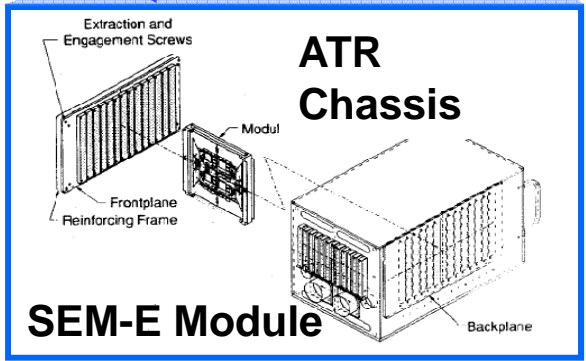 Extraction and
Engagement Screws
ATR
Chassis
Modul
Frontplane
Reinforcing Frame
SEM-E Module
Backplane